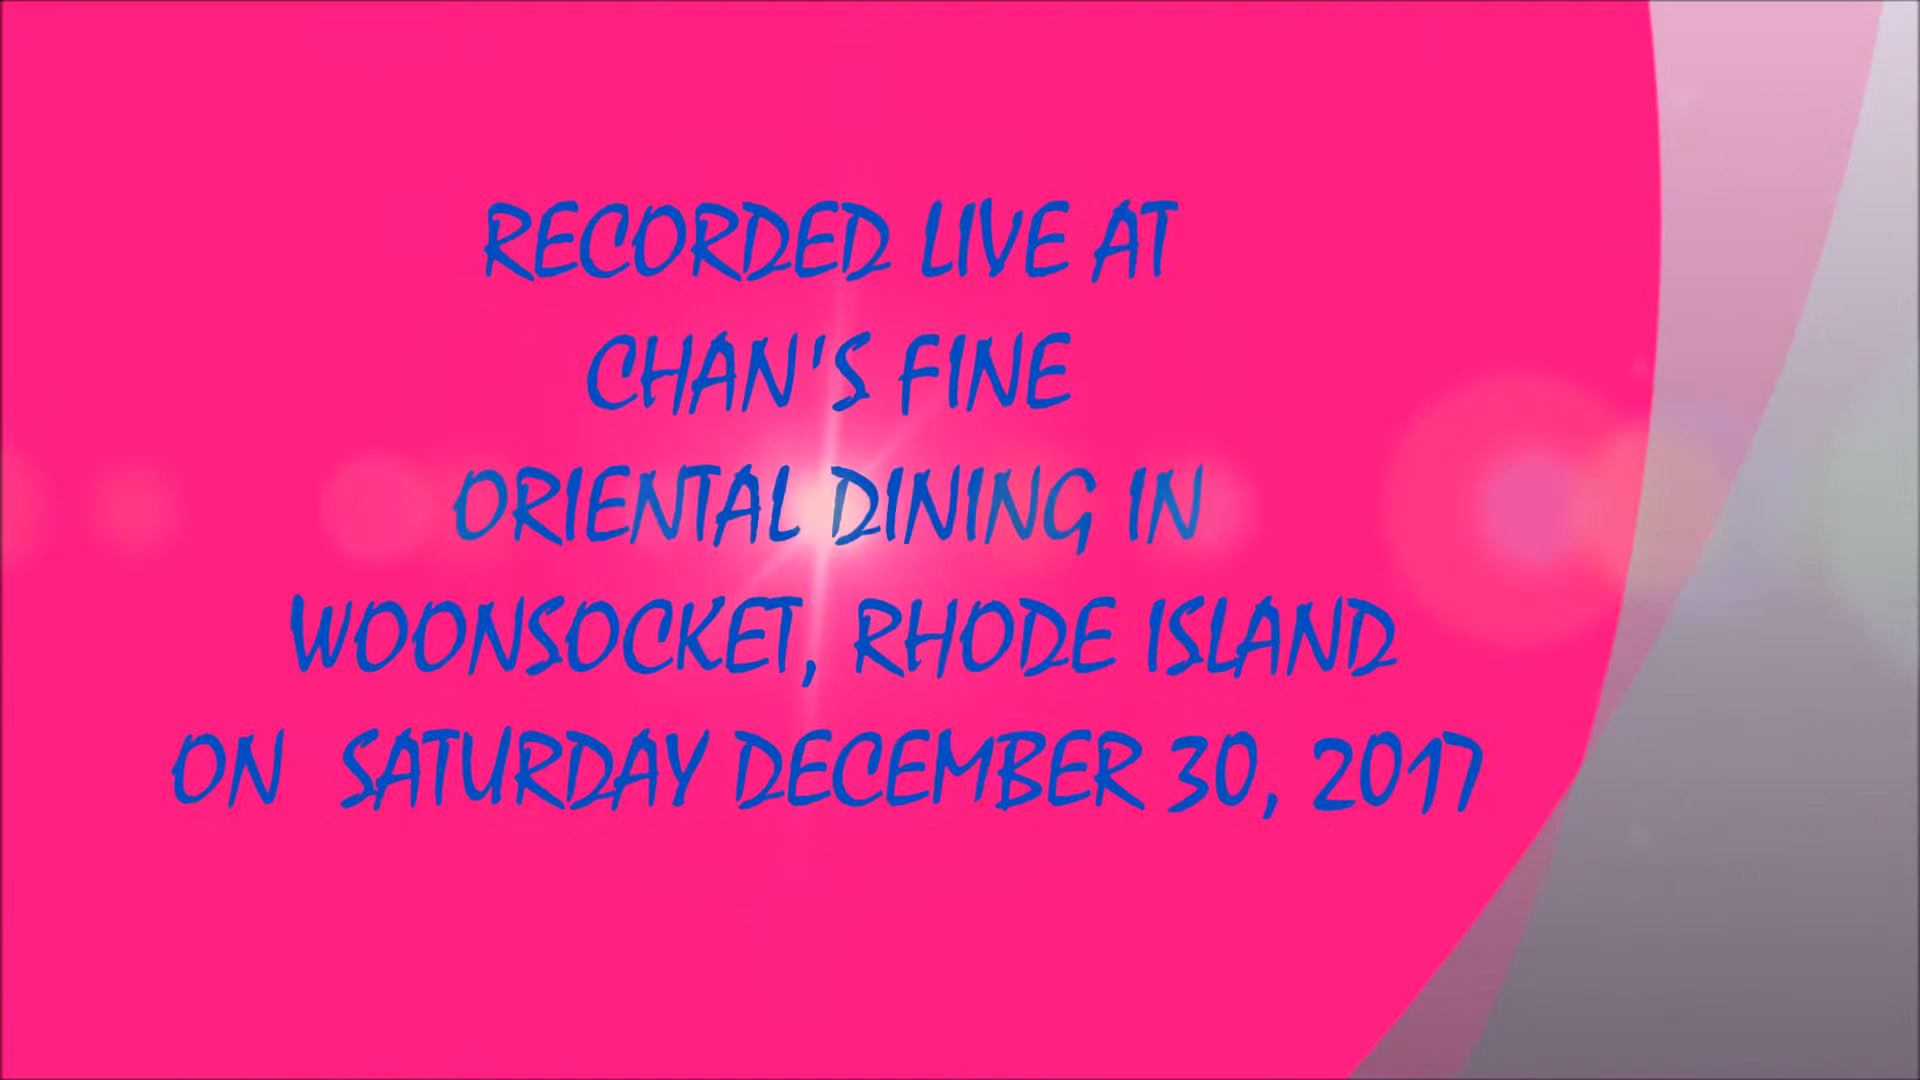 RECORDED LIVE AT
CHAN'S FINE
ORIENTAL DINING IN
WOONSOCKET, RHODE ISLAND
ON SATURDAY DECEMBER 30, 2017